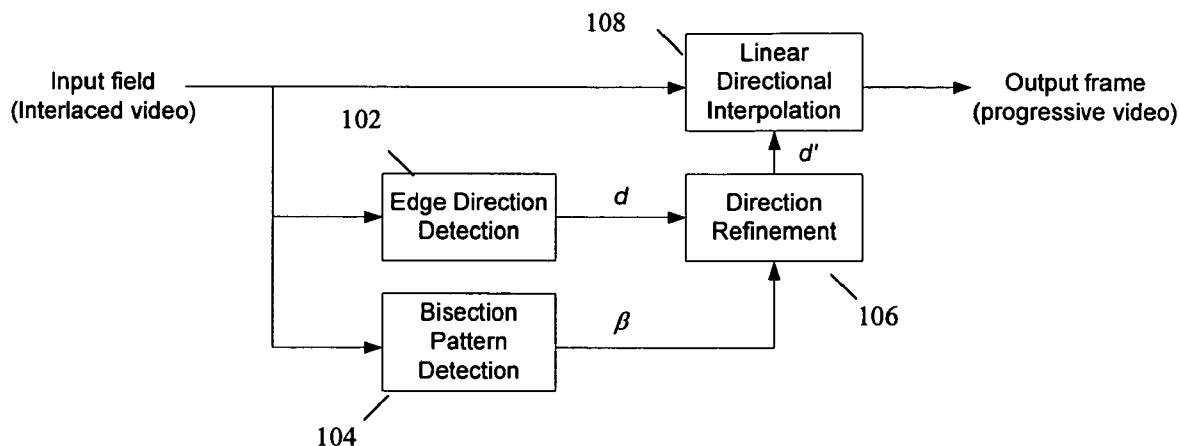 108
Linear
Directional
Interpolation
Input field
(Interlaced video)
Output frame
(progressive video)
102
d'
Edge Direction
Detection
d
Direction
Refinement
Bisection
Pattern
Detection
β
106
104